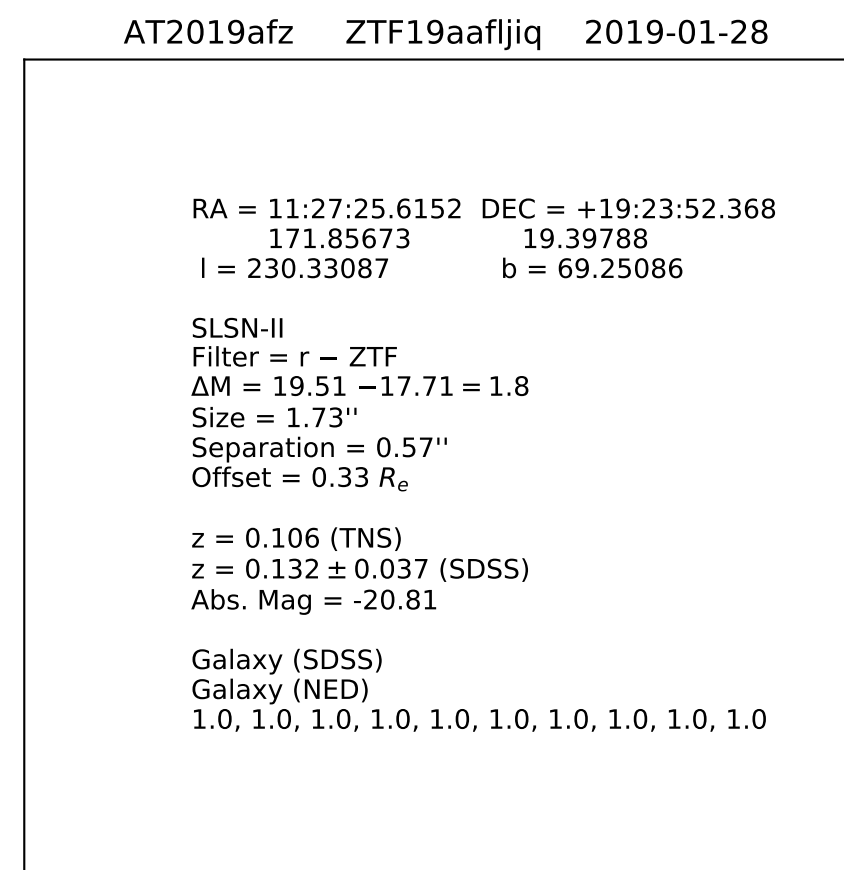 AT2019afz ZTF19aafljiq 2019-01-28
RA = 11:27:25.6152 DEC = +19:23:52.368
171.85673 19.39788
l = 230.33087 b = 69.25086
SLSN-II
Filter = r − ZTF
ΔM = 19.51 −17.71 = 1.8
Size = 1.73''
Separation = 0.57''
Offset = 0.33 Re
z = 0.106 (TNS)
z = 0.132 ± 0.037 (SDSS)
Abs. Mag = -20.81
Galaxy (SDSS)
Galaxy (NED)
1.0, 1.0, 1.0, 1.0, 1.0, 1.0, 1.0, 1.0, 1.0, 1.0